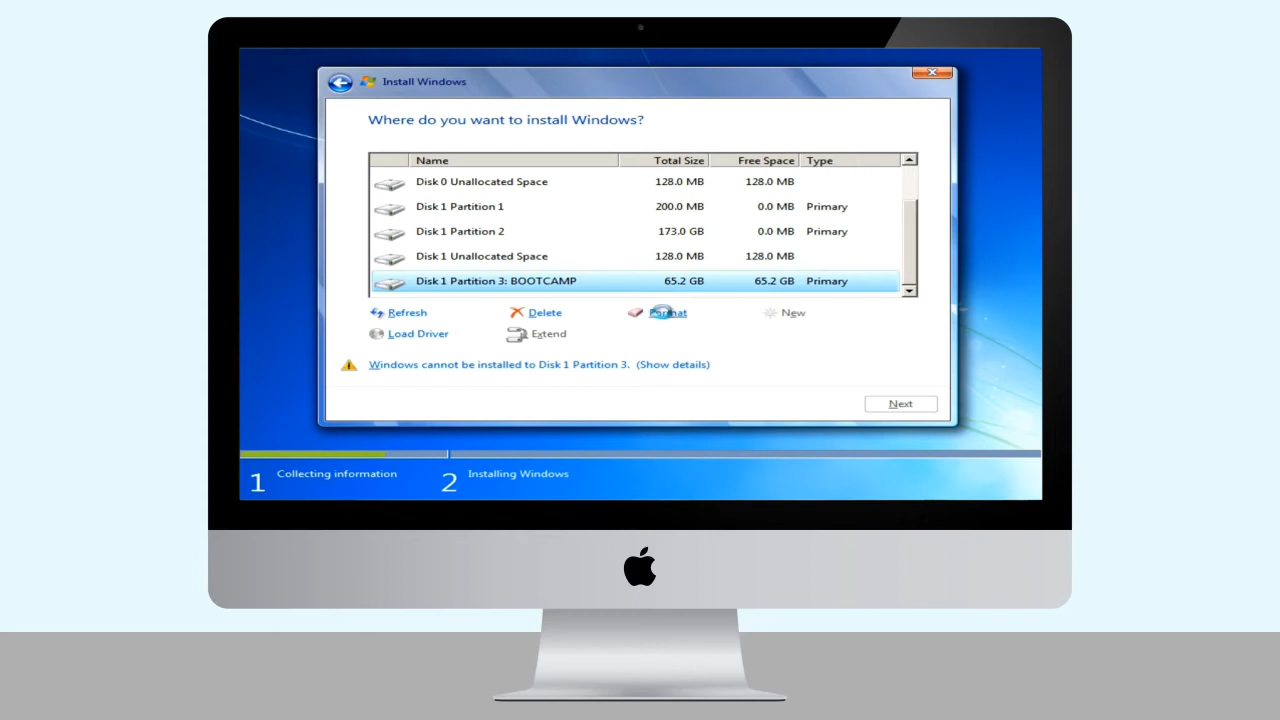 Install Windows
Where do you want to install Windows?
Name Total Size Free Space Type
Disk 0 Unallocated Space 128.0 MB 128.0 MB
Disk 1 Partition 1 200.0 MB 0.0 MB Primary
Disk 1 Partition 2 173.0 GB 0.0 MB Primary
Disk 1 Unallocated Space 128.0 MB 128.0 MB
Disk 1 Partition 3: BOOTCAMP 65.2 GB 65.2 GB Primary
Refresh Delete Format New
Load Driver Extend
Windows cannot be installed to Disk 1 Partition 3. (Show details)
Next
1 Collecting information 2 Installing Windows